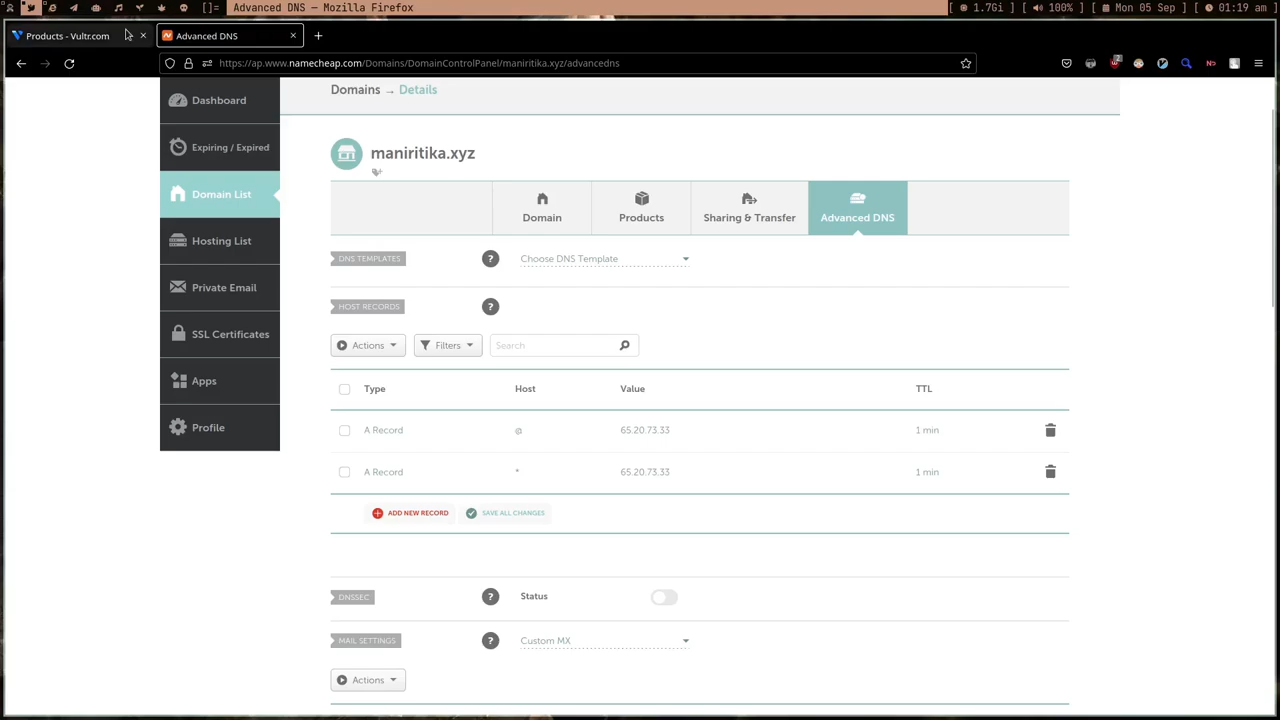 []= Advanced DNS — Mozilla Firefox [ 1.7Gi ] [ 100% ] [ Mon 05 Sep ] [ 01:19 am ]
Products - Vultr.com
Advanced DNS
https://ap.www.namecheap.com/Domains/DomainControlPanel/maniritika.xyz/advancedns
2
Domains → Details
Dashboard
Expiring / Expired
Domain List
Hosting List
Private Email
SSL Certificates
Apps
Profile
maniritika.xyz
Domain
Products
Sharing & Transfer
Advanced DNS
DNS TEMPLATES ? Choose DNS Template
HOST RECORDS ?
Actions Filters Search
Type Host Value TTL
A Record @ 65.20.73.33 1 min
A Record * 65.20.73.33 1 min
ADD NEW RECORD SAVE ALL CHANGES
DNSSEC ? Status
MAIL SETTINGS ? Custom MX
Actions